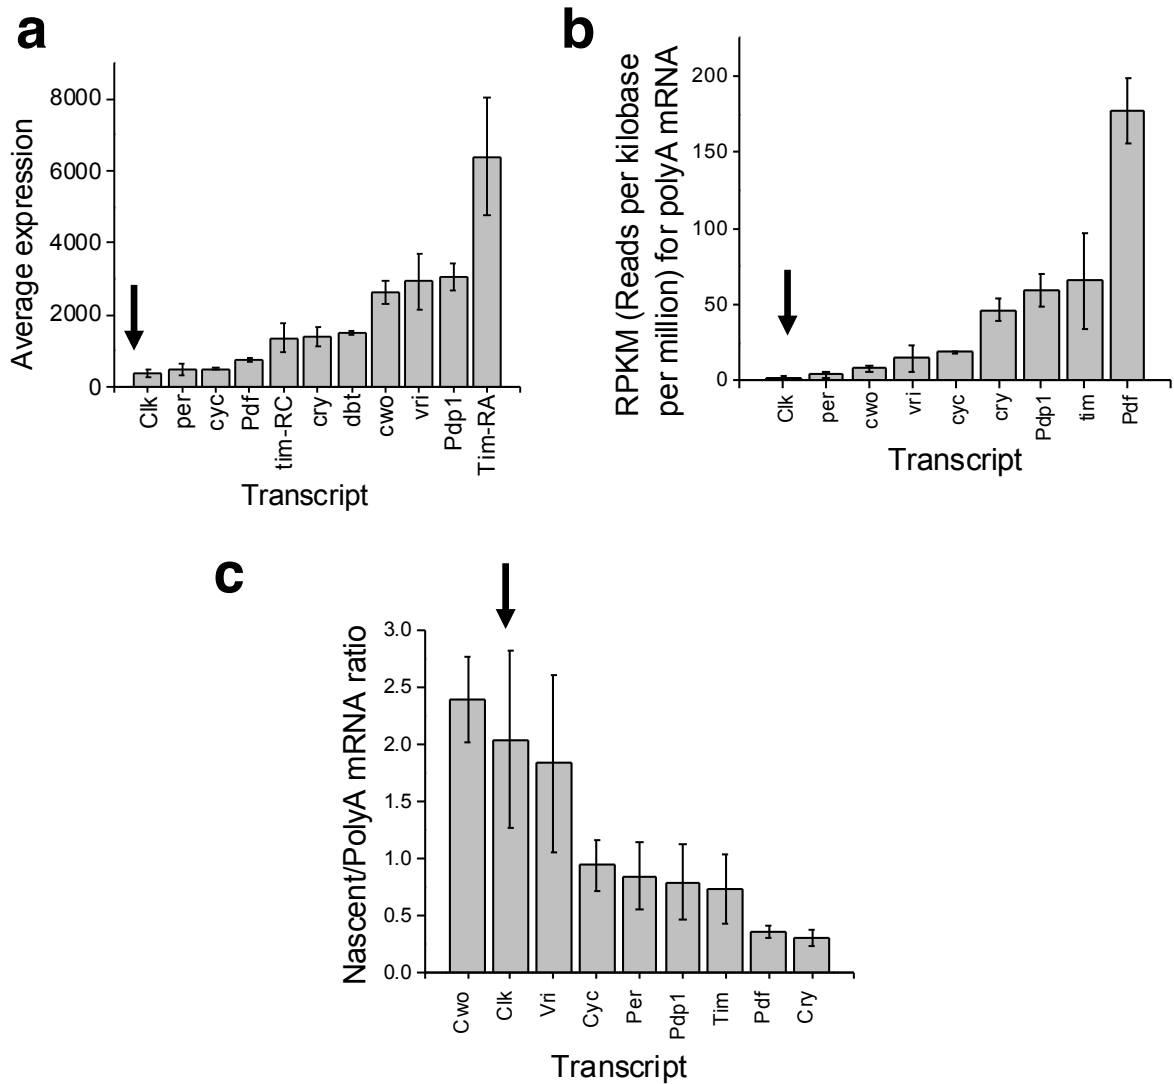 a
Average expression
8000
6000
4000
2000
0
Clk
per
cyc
Pdf
tim-RC
cry
dbt
cwo
vri
Pdp1
Tim-RA
Transcript
b
RPKM (Reads per kilobase
per million) for polyA mRNA
200
150
100
50
0
Clk
per
cwo
vri
cyc
cry
Pdp1
tim
Pdf
Transcript
c
Nascent/PolyA mRNA ratio
3.0
2.5
2.0
1.5
1.0
0.5
0.0
Cwo
Clk
Vri
Cyc
Per
Pdp1
Tim
Pdf
Cry
Transcript